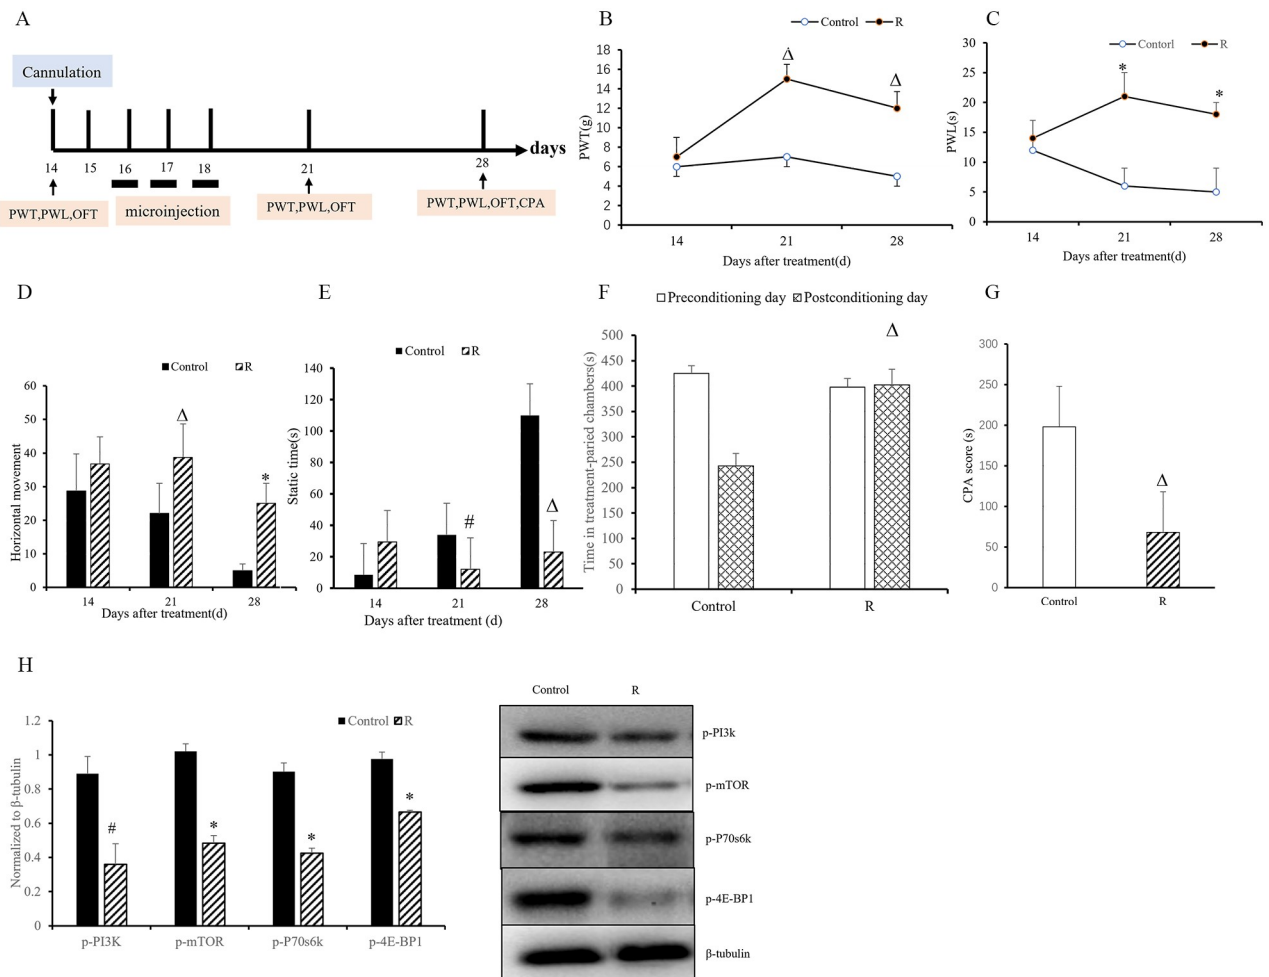 A
Cannulation
days
14
15
16
17
18
21
28
PWT,PWL,OFT
microinjection
PWT,PWL,OFT
PWT,PWL,OFT,CPA
B
Control
R
PWT(g)
18
16
14
12
10
8
6
4
2
0
Δ
Δ
14
21
28
Days after treatment(d)
C
Contorl
R
PWL(s)
30
25
20
15
10
5
0
*
*
14
21
28
Days after treatment(d)
D
Control
R
Horizontal movement
60
50
40
30
20
10
0
Δ
*
14
21
28
Days after treatment(d)
E
Control
R
Static time(s)
140
120
100
80
60
40
20
0
#
Δ
14
21
28
Days after treatment (d)
F
Preconditioning day
Postconditioning day
Time in treatment-paried chambers(s)
500
450
400
350
300
250
200
150
100
50
0
Δ
Control
R
G
CPA score (s)
300
250
200
150
100
50
0
Δ
Control
R
H
Control
R
Normalized to β-tubulin
1.2
1
0.8
0.6
0.4
0.2
0
#
*
*
*
p-PI3K
p-mTOR
p-P70s6k
p-4E-BP1
Control
R
p-PI3k
p-mTOR
p-P70s6k
p-4E-BP1
β-tubulin